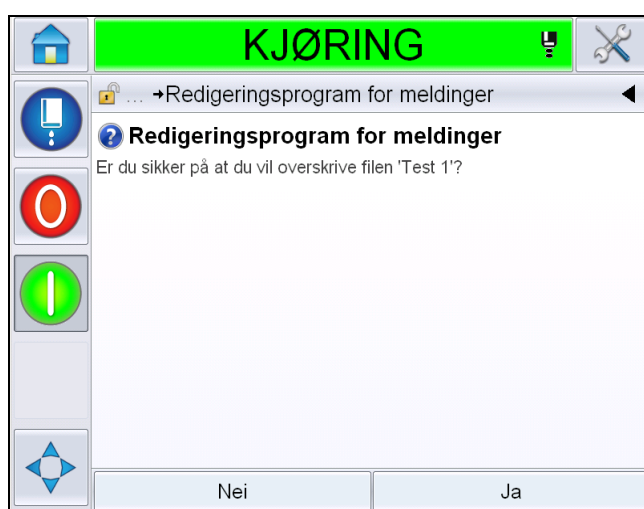 KJØRING
... →Redigeringsprogram for meldinger
Redigeringsprogram for meldinger
Er du sikker på at du vil overskrive filen 'Test 1'?
Nei
Ja